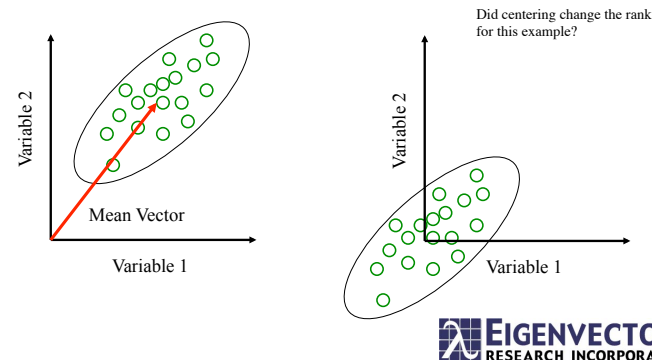 Did centering change the rank
for this example?
Variable 2
Mean Vector
Variable 1
Variable 2
Variable 1
EIGENVECTO
RESEARCH INCORPORA